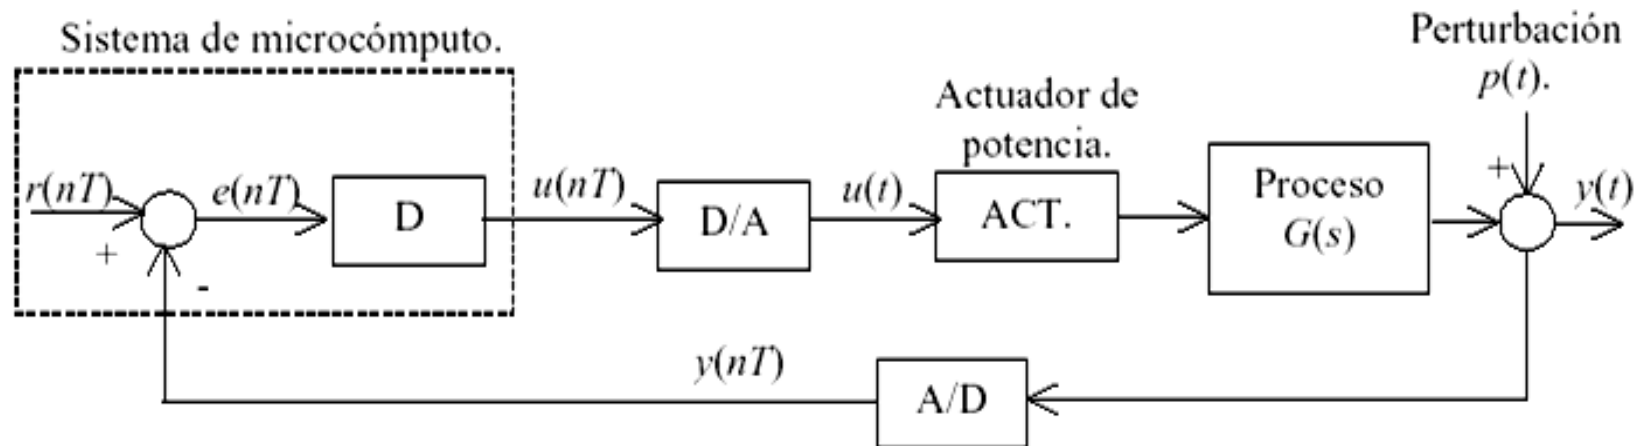 Sistema de microcómputo.
Perturbación
p(t).
Actuador de
potencia.
r(nT)
e(nT)
D
u(nT)
D/A
u(t)
ACT.
Proceso
G(s)
+
y(t)
+
-
y(nT)
A/D